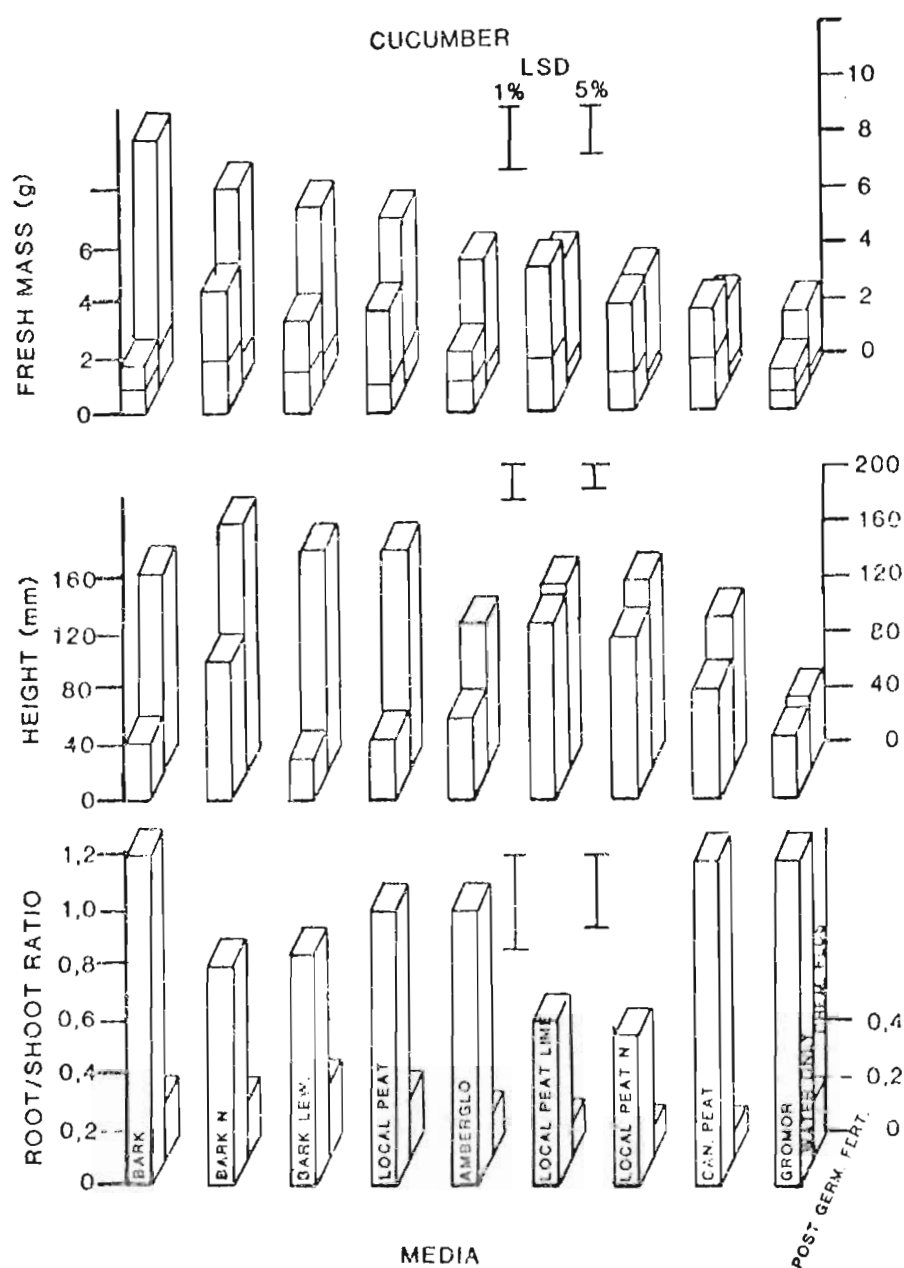 CUCUMBER
LSD
1% 5%
FRESH MASS (g)
6
4
2
0
10
8
6
4
2
0
HEIGHT (mm)
160
120
80
40
0
200
160
120
80
40
0
ROOT/SHOOT RATIO
1,2
1,0
0,8
0,6
0,4
0,2
0
0,4
0,2
0
BARK
BARK N
BARK LEW.
LOCAL PEAT
AMBERGLO
LOCAL PEAT LIME
LOCAL PEAT N
CAN. PEAT
GROMOR
WATER ONLY
POST GERM. FERT.
MEDIA